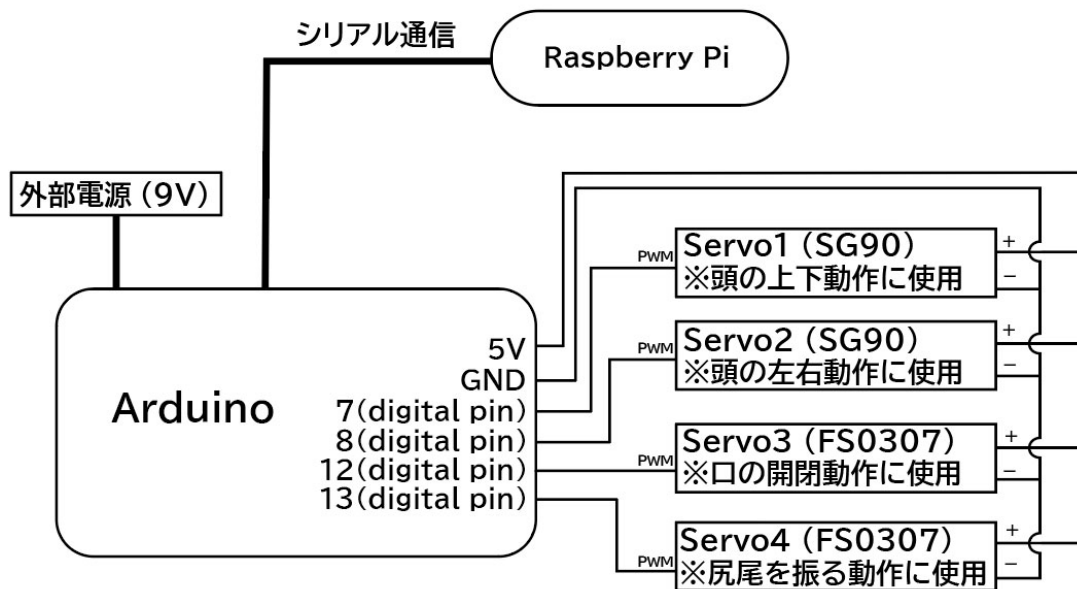 シリアル通信
Raspberry Pi
外部電源（9V）
Arduino
5V
GND
7(digital pin)
8(digital pin)
12(digital pin)
13(digital pin)
PWM
Servo1（SG90）
※頭の上下動作に使用
+
−
PWM
Servo2（SG90）
※頭の左右動作に使用
+
−
PWM
Servo3（FS0307）
※口の開閉動作に使用
+
−
PWM
Servo4（FS0307）
※尻尾を振る動作に使用
+
−